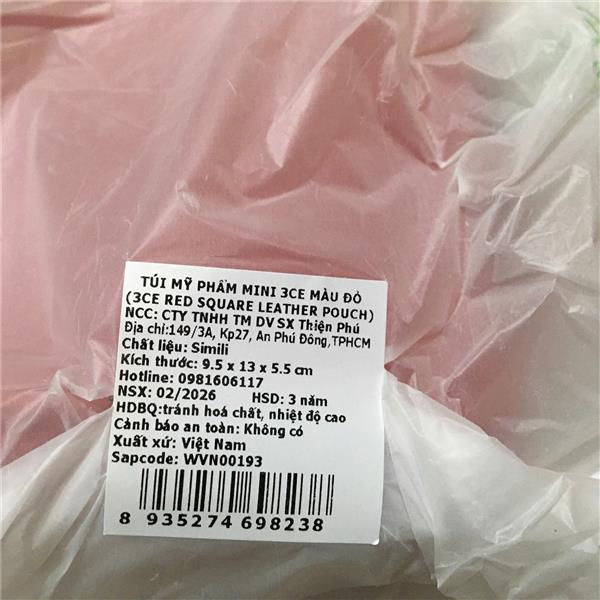 TÚI MỸ PHẨM MINI 3CE MÀU ĐỎ
(3CE RED SQUARE LEATHER POUCH)
NCC: CTY TNHH TM DV SX Thiện Phú
Địa chỉ:149/3A, Kp27, An Phú Đông,TPHCM
Chất liệu: Simili
Kích thước: 9.5 x 13 x 5.5 cm
Hotline: 0981606117
NSX: 02/2026 HSD: 3 năm
HDBQ:tránh hoá chất, nhiệt độ cao
Cảnh báo an toàn: Không có
Xuất xứ: Việt Nam
Sapcode: WVN00193
8 935274 698238